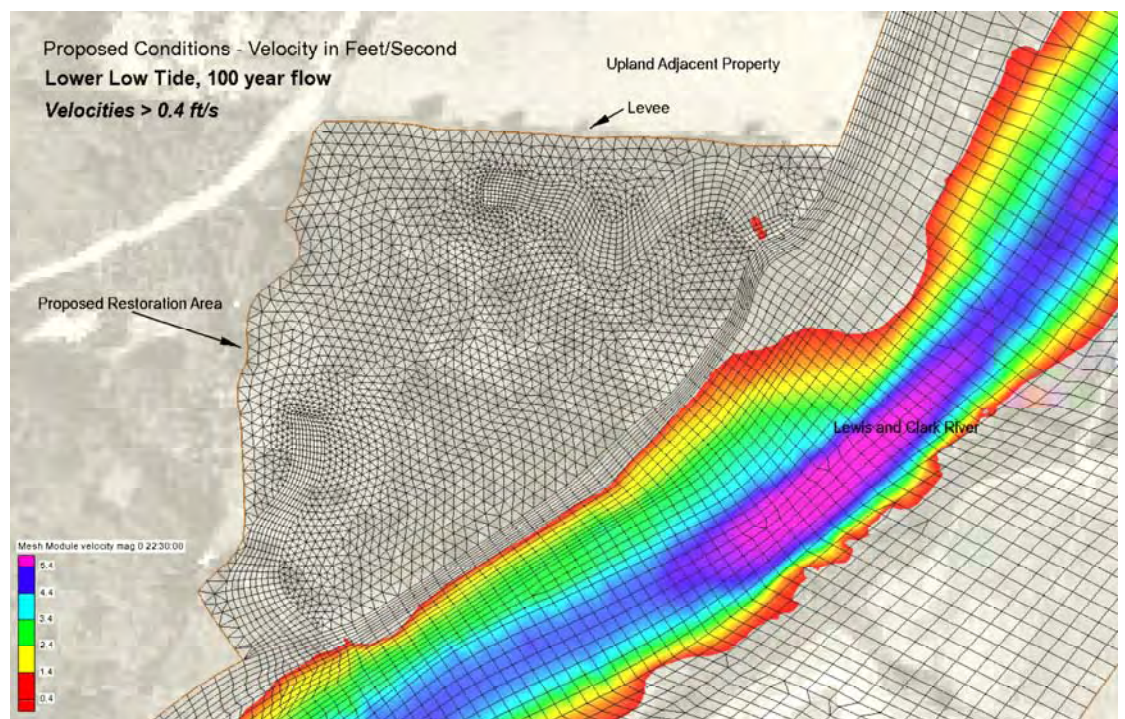 Proposed Conditions - Velocity in Feet/Second
Lower Low Tide, 100 year flow
Velocities > 0.4 ft/s
Upland Adjacent Property
Levee
Proposed Restoration Area
Lewis and Clark River
Mesh Module velocity mag 0 22:30:00
5.4
4.4
3.4
2.4
1.4
0.4